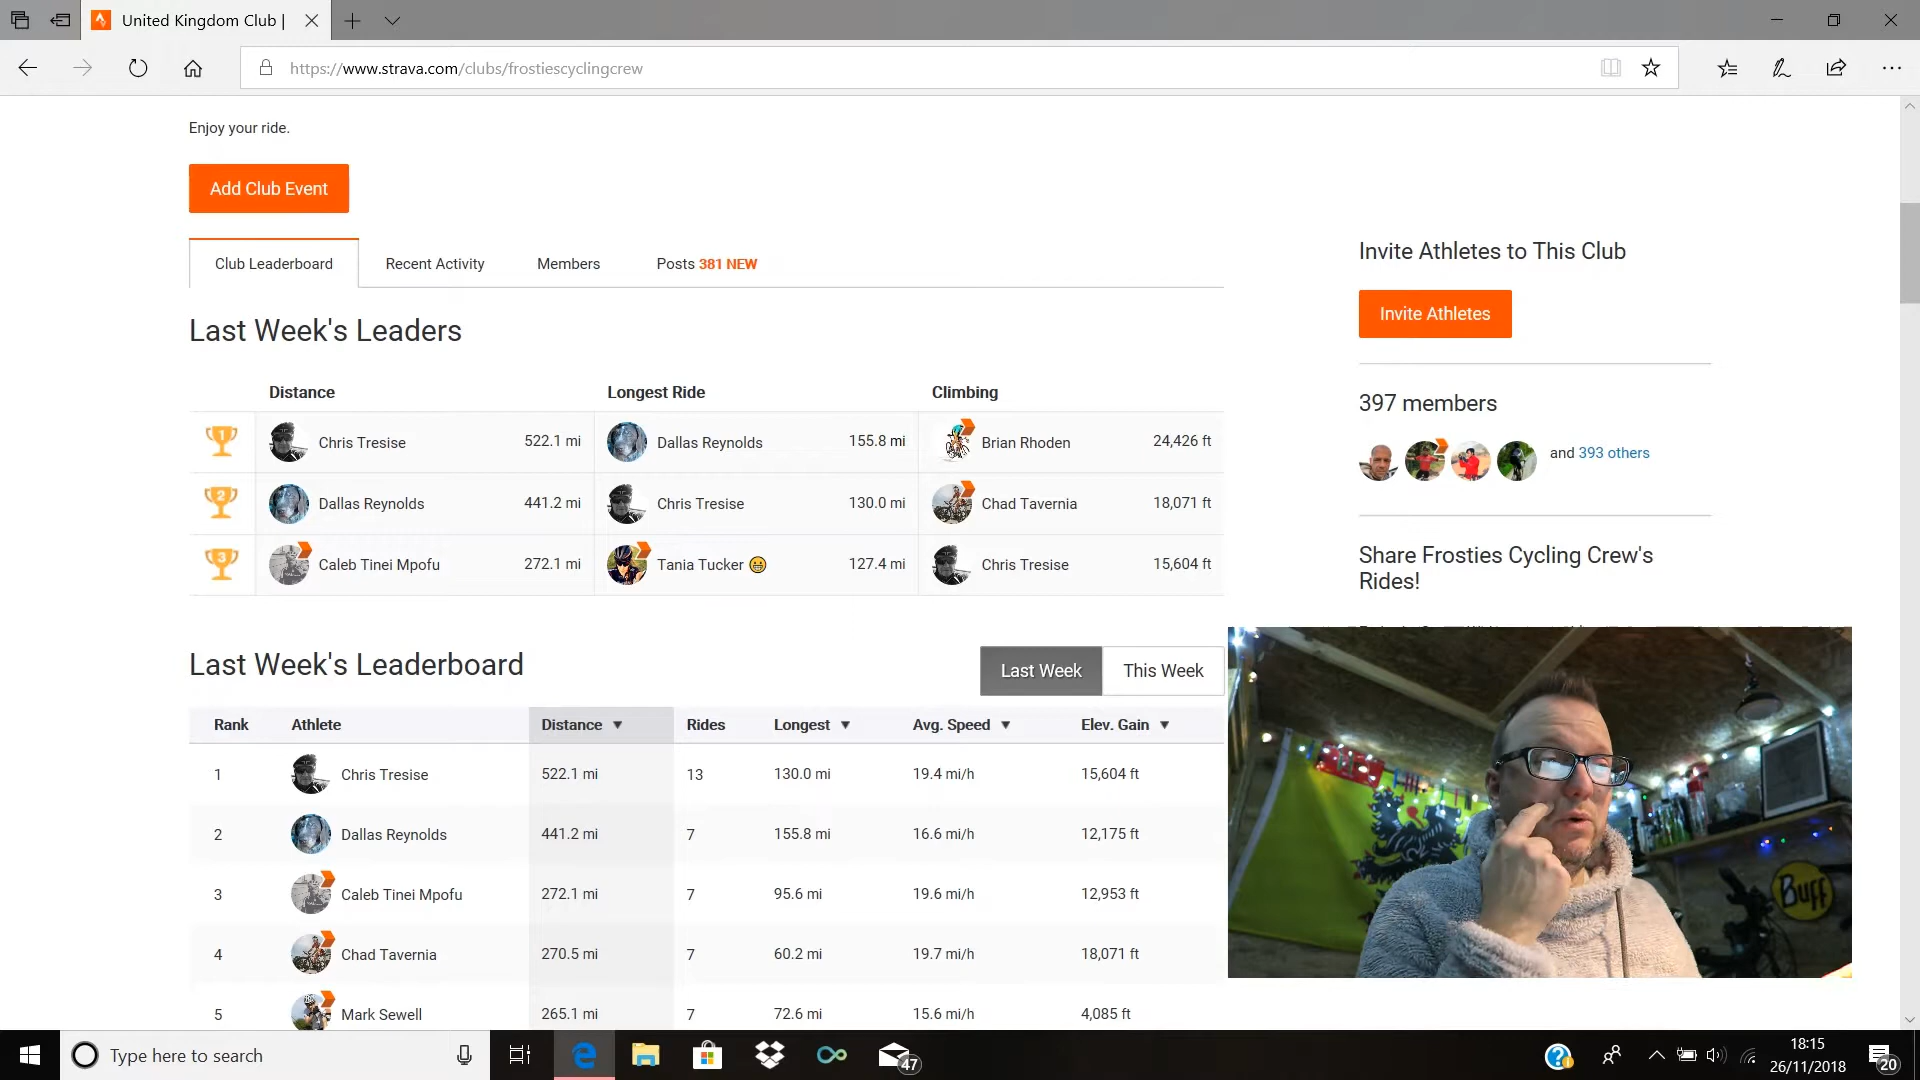 United Kingdom Club |
https://www.strava.com/clubs/frostiescyclingcrew
Enjoy your ride.
Add Club Event
Club Leaderboard Recent Activity Members Posts 381 NEW
Last Week's Leaders
Distance Longest Ride Climbing
1 Chris Tresise 522.1 mi Dallas Reynolds 155.8 mi Brian Rhoden 24,426 ft
2 Dallas Reynolds 441.2 mi Chris Tresise 130.0 mi Chad Tavernia 18,071 ft
3 Caleb Tinei Mpofu 272.1 mi Tania Tucker 😀 127.4 mi Chris Tresise 15,604 ft
Last Week's Leaderboard
Last Week This Week
Rank Athlete Distance ▼ Rides Longest ▼ Avg. Speed ▼ Elev. Gain ▼
1 Chris Tresise 522.1 mi 13 130.0 mi 19.4 mi/h 15,604 ft
2 Dallas Reynolds 441.2 mi 7 155.8 mi 16.6 mi/h 12,175 ft
3 Caleb Tinei Mpofu 272.1 mi 7 95.6 mi 19.6 mi/h 12,953 ft
4 Chad Tavernia 270.5 mi 7 60.2 mi 19.7 mi/h 18,071 ft
5 Mark Sewell 265.1 mi 7 72.6 mi 15.6 mi/h 4,085 ft
Invite Athletes to This Club
Invite Athletes
397 members
and 393 others
Share Frosties Cycling Crew's
Rides!
BUFF
Type here to search
47
18:15
26/11/2018
20